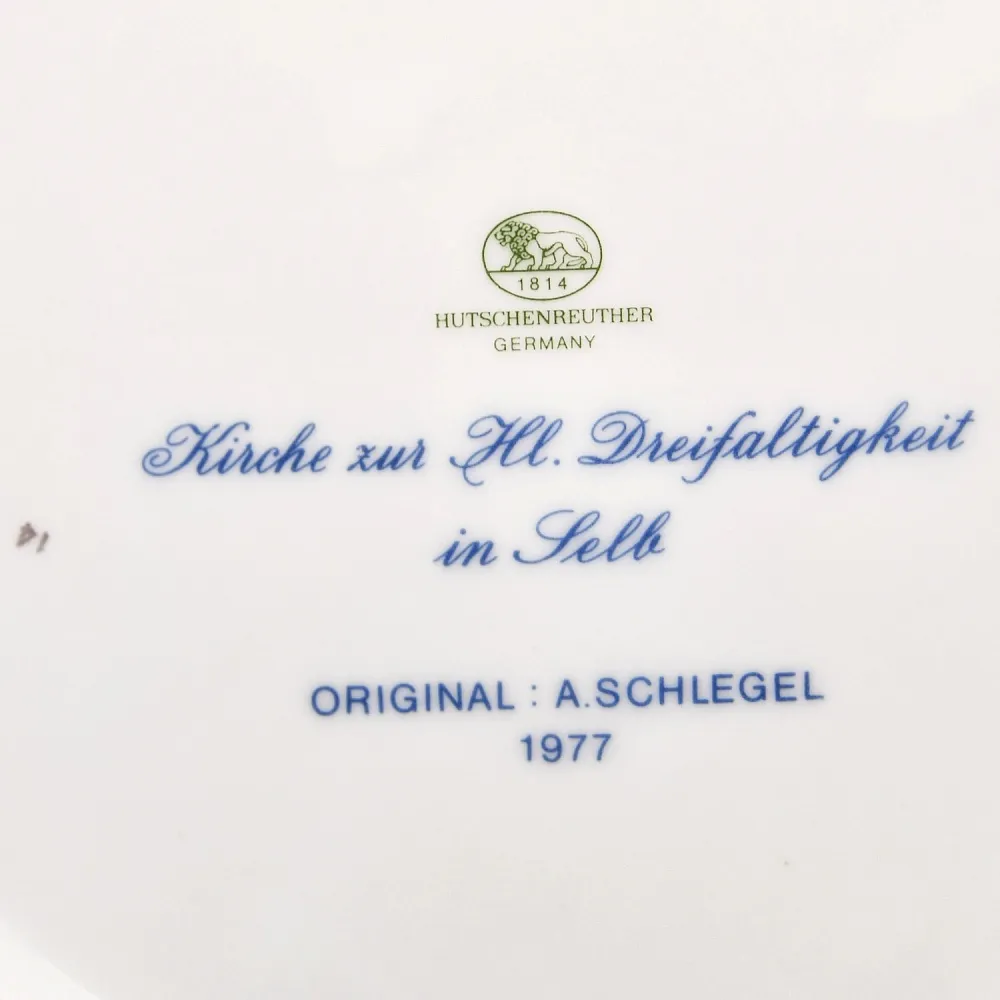 1814
HUTSCHENREUTHER
GERMANY
Kirche zur Hl. Dreifaltigkeit
in Selb
ORIGINAL : A.SCHLEGEL
1977